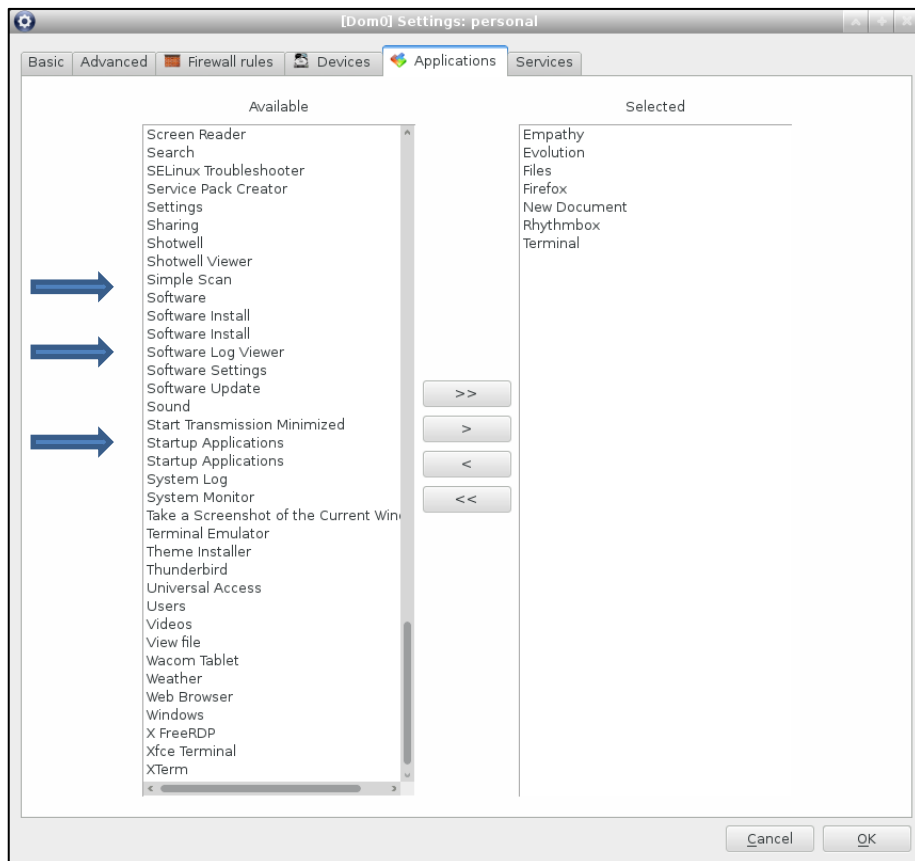 [Dom0] Settings: personal
Basic Advanced Firewall rules Devices Applications Services
Available
Screen Reader
Search
SELinux Troubleshooter
Service Pack Creator
Settings
Sharing
Shotwell
Shotwell Viewer
Simple Scan
Software
Software Install
Software Install
Software Log Viewer
Software Settings
Software Update
Sound
Start Transmission Minimized
Startup Applications
Startup Applications
System Log
System Monitor
Take a Screenshot of the Current Win
Terminal Emulator
Theme Installer
Thunderbird
Universal Access
Users
Videos
View file
Wacom Tablet
Weather
Web Browser
Windows
X FreeRDP
Xfce Terminal
XTerm
>>
>
<
<<
Selected
Empathy
Evolution
Files
Firefox
New Document
Rhythmbox
Terminal
Cancel OK